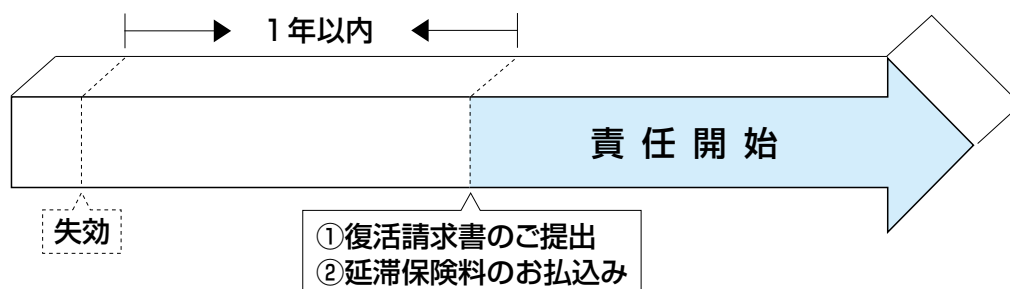 1年以内
責任開始
失効
①復活請求書のご提出
②延滞保険料のお払込み